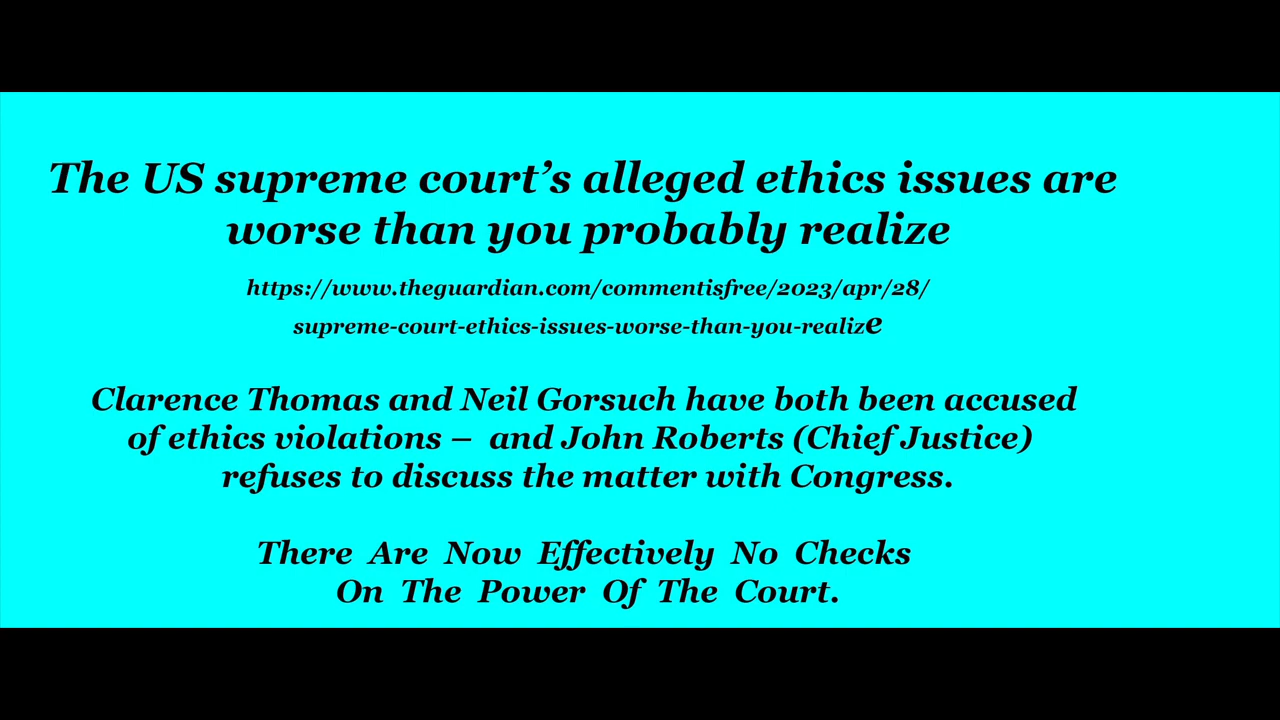 The US supreme court’s alleged ethics issues are
worse than you probably realize
https://www.theguardian.com/commentisfree/2023/apr/28/
supreme-court-ethics-issues-worse-than-you-realize
Clarence Thomas and Neil Gorsuch have both been accused
of ethics violations – and John Roberts (Chief Justice)
refuses to discuss the matter with Congress.
There Are Now Effectively No Checks
On The Power Of The Court.